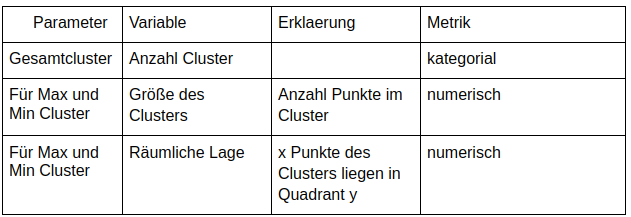 Parameter Variable Erklaerung Metrik
Gesamtcluster Anzahl Cluster kategorial
Für Max und Größe des Anzahl Punkte im numerisch
Min Cluster Clusters Cluster
Für Max und Räumliche Lage x Punkte des numerisch
Min Cluster Clusters liegen in
Quadrant y